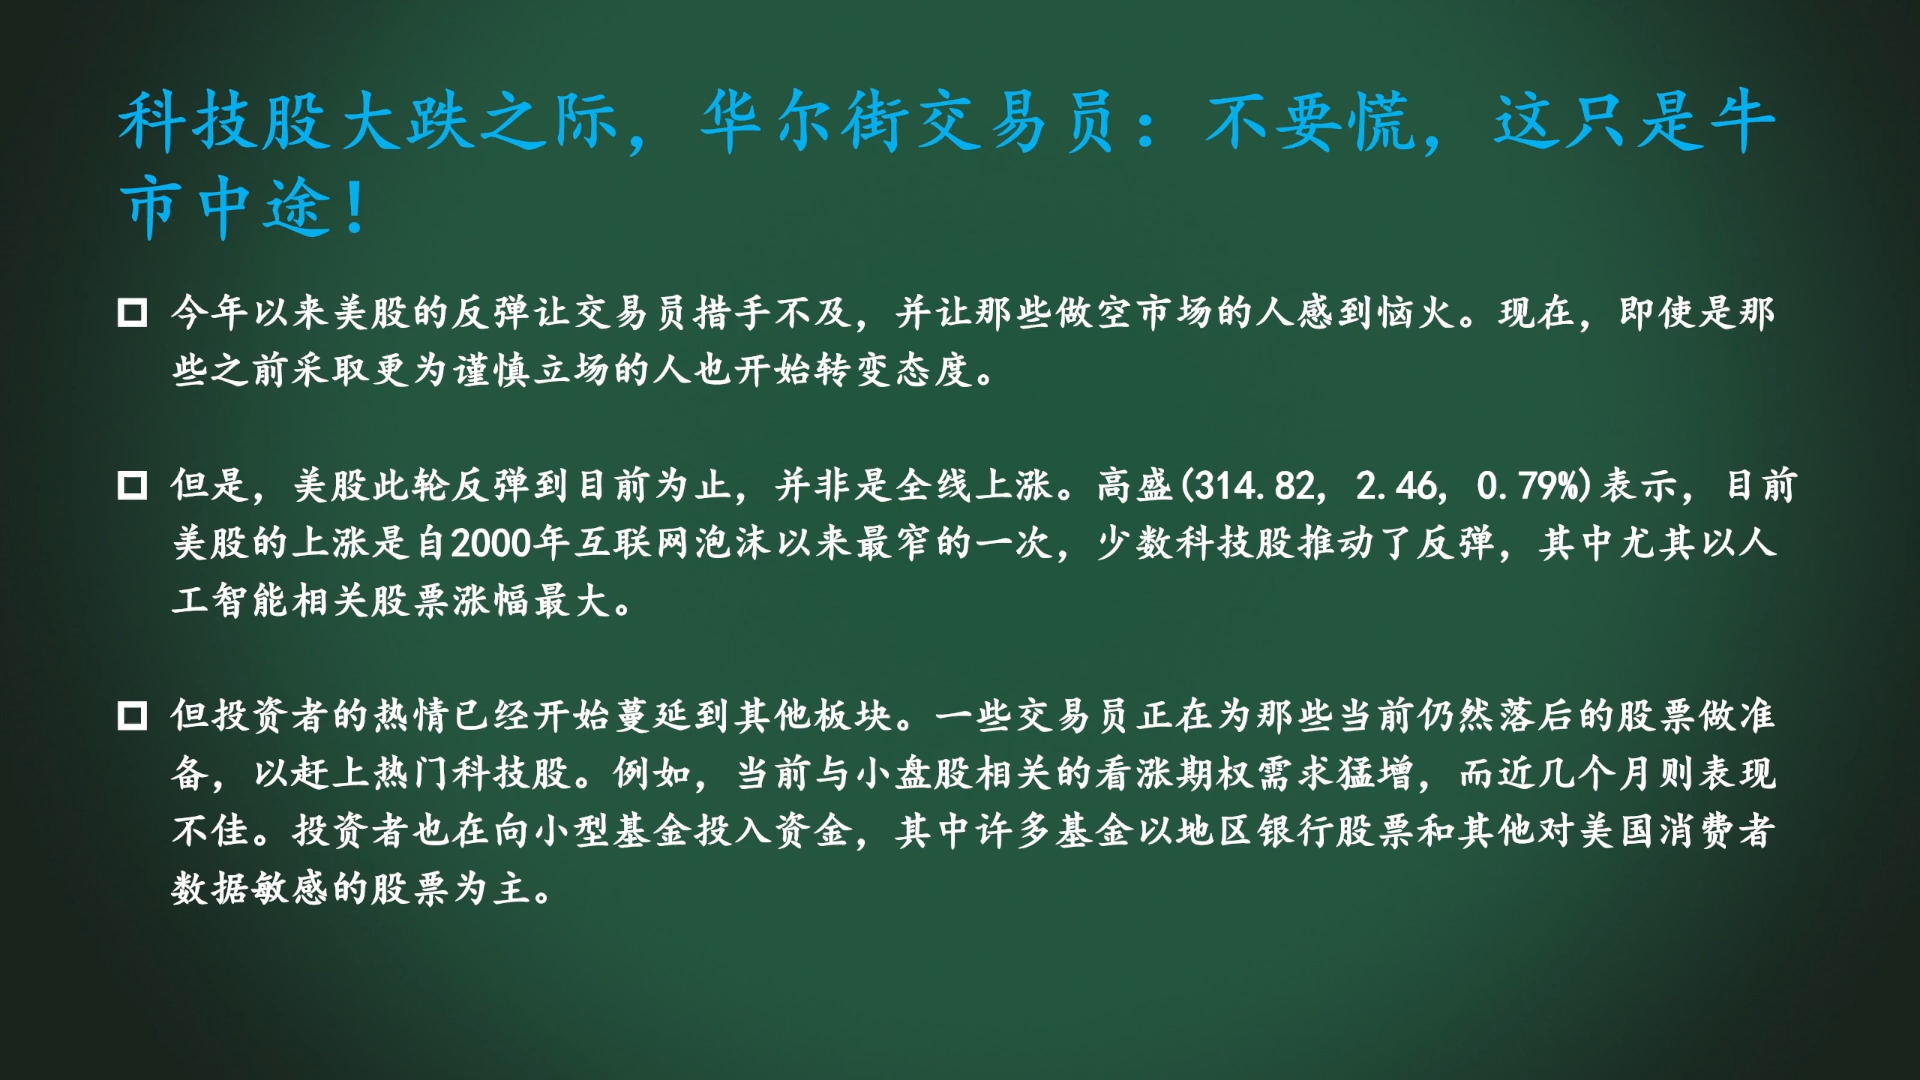 科技股大跌之际，华尔街交易员：不要慌，这只是牛
市中途！
今年以来美股的反弹让交易员措手不及，并让那些做空市场的人感到恼火。现在，即使是那
些之前采取更为谨慎立场的人也开始转变态度。
但是，美股此轮反弹到目前为止，并非是全线上涨。高盛(314.82, 2.46, 0.79%)表示，目前
美股的上涨是自2000年互联网泡沫以来最窄的一次，少数科技股推动了反弹，其中尤其以人
工智能相关股票涨幅最大。
但投资者的热情已经开始蔓延到其他板块。一些交易员正在为那些当前仍然落后的股票做准
备，以赶上热门科技股。例如，当前与小盘股相关的看涨期权需求猛增，而近几个月则表现
不佳。投资者也在向小型基金投入资金，其中许多基金以地区银行股票和其他对美国消费者
数据敏感的股票为主。